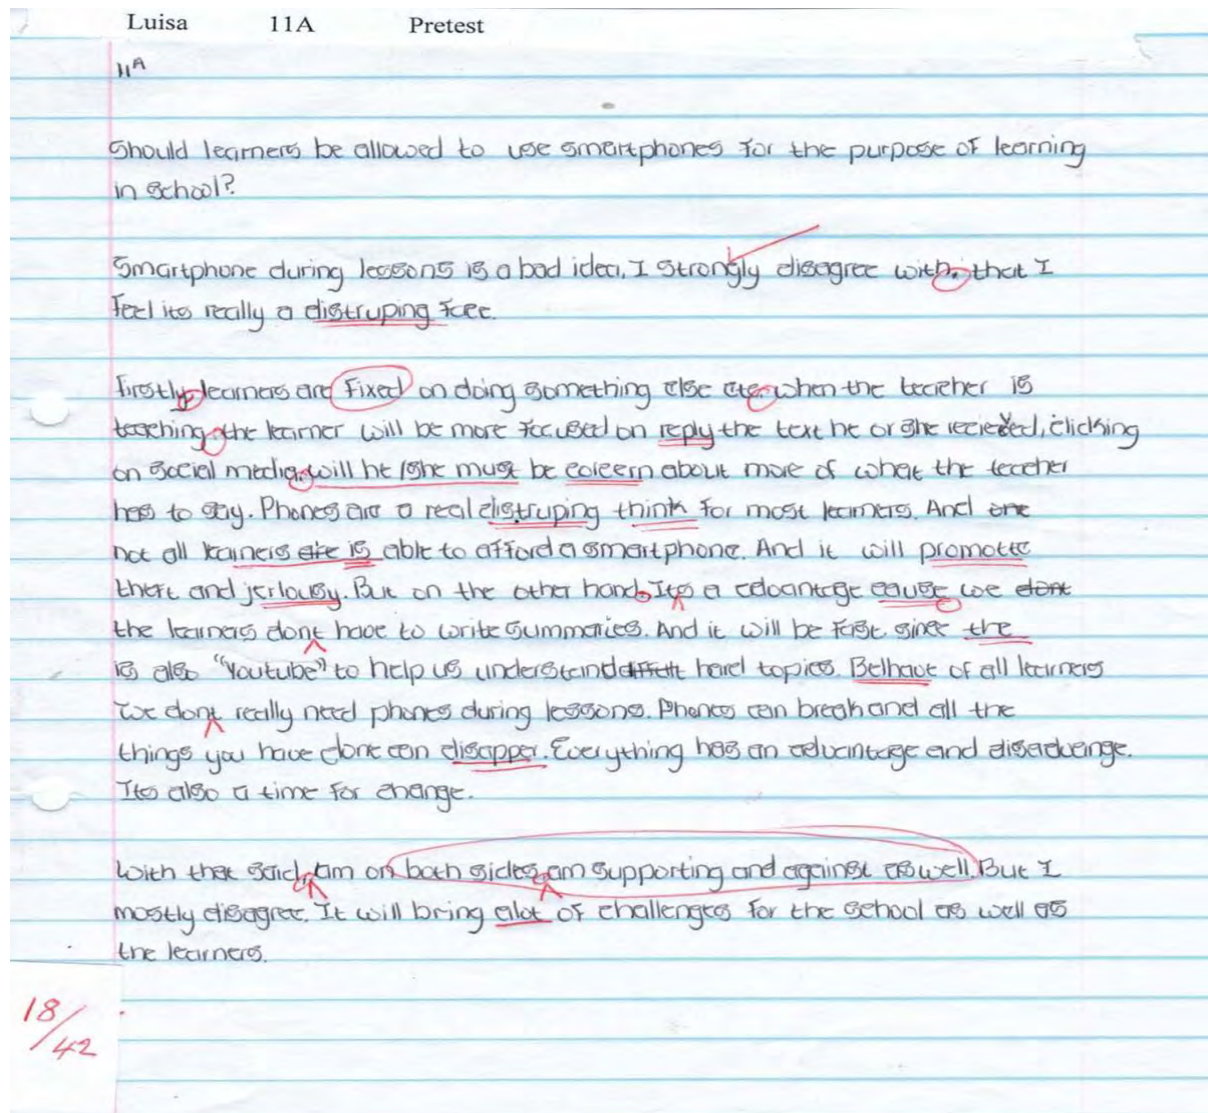 Luisa 11A Pretest
11A
Should learners be allowed to use smartphones for the purpose of learning
in school?
Smartphone during lessons is a bad idea, I strongly disagree with. that I
feel its really a distruping
firstly, learners are fixed on doing something else when the teacher is
teaching the learner will be more focused on reply the text he or she recieved, clicking
on social media, will he/she must be concern about more of what the teacher
has to say. Phones are a real distruping think for most learners. And
not all learners is able to afford a smartphone. And it will promotte
theft and jerlousy. But on the other hand. Its a advantage cause we dont
the learners dont have to write summaries. And it will be fast since the
is also "Youtube" to help us understand hard topics. Belhave of all learners
we dont really need phones during lessons. Phones can break and all the
things you have done can disapper. Everything has an advantage and disadvange.
Its also a time for change.
With that said, am on both sides, am supporting and against as well. But I
mostly disagree. It will bring alot of challenges for the school as well as
the learners.
18/42